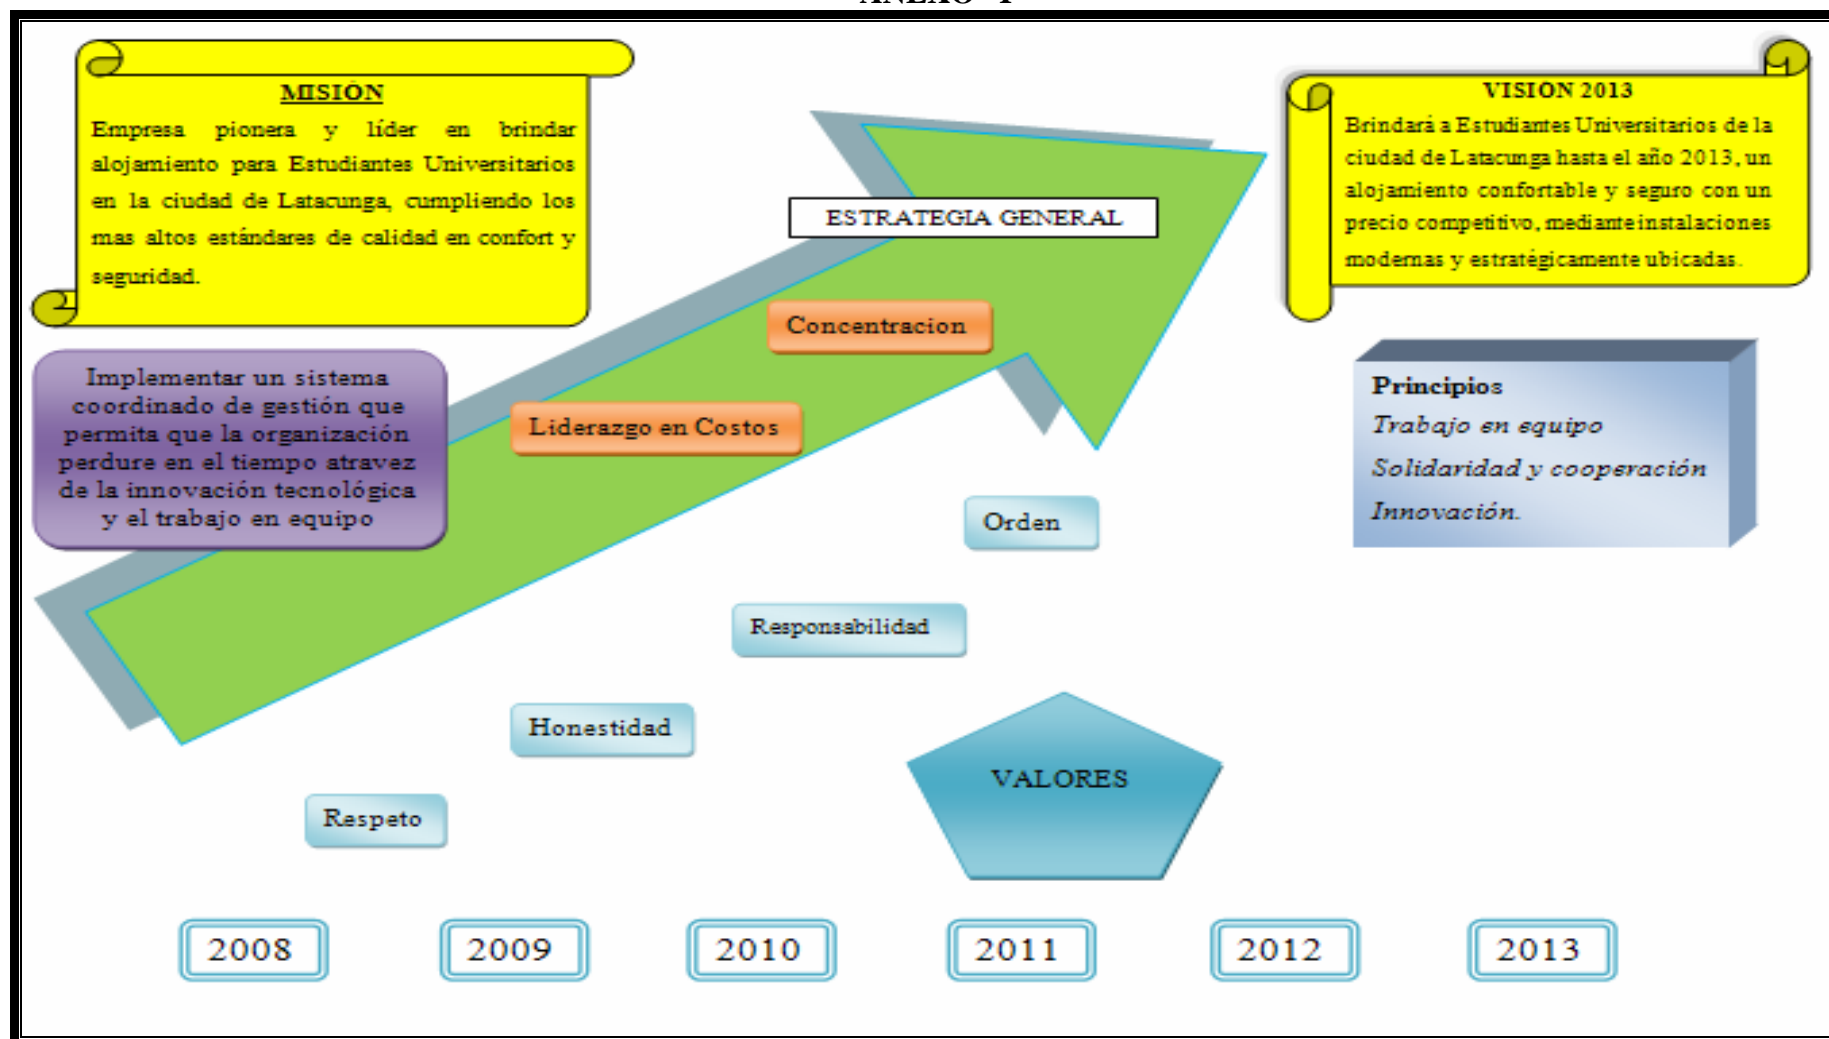 MISIÓN
Empresa pionera y líder en brindar
alojamiento para Estudiantes Universitarios
en la ciudad de Latacunga, cumpliendo los
mas altos estándares de calidad en confort y
seguridad.
VISION 2013
Brindará a Estudiantes Universitarios de la
ciudad de Latacunga hasta el año 2013, un
alojamiento confortable y seguro con un
precio competitivo, mediante instalaciones
modernas y estratégicamente ubicadas.
ESTRATEGIA GENERAL
Concentracion
Liderazgo en Costos
Implementar un sistema
coordinado de gestión que
permita que la organización
perdure en el tiempo atravez
de la innovación tecnológica
y el trabajo en equipo
Principios
Trabajo en equipo
Solidaridad y cooperación
Innovación.
Orden
Responsabilidad
Honestidad
Respeto
VALORES
2008
2009
2010
2011
2012
2013